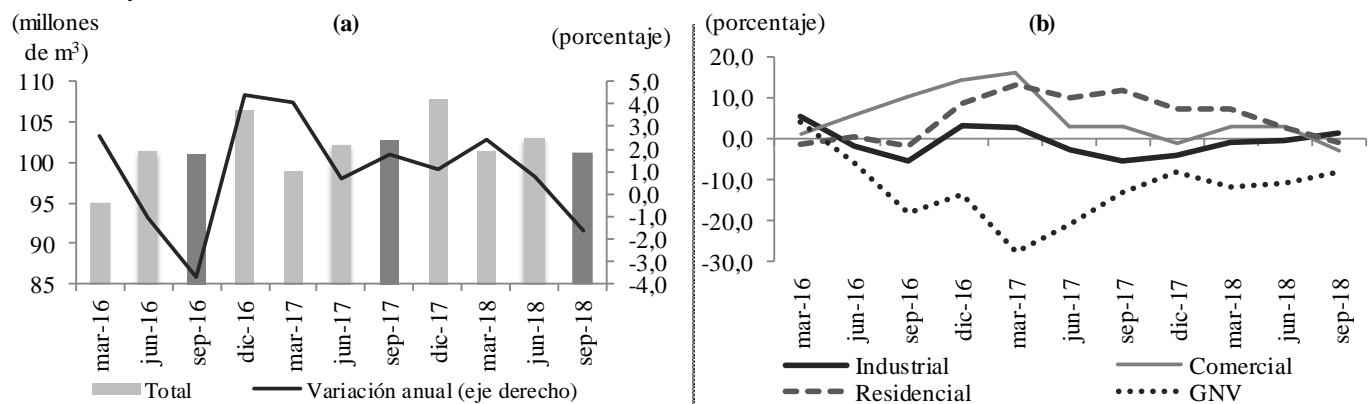 (millones
de m³)
(a)
(porcentaje)
110
105
100
95
90
85
5,0
4,0
3,0
2,0
1,0
0,0
-1,0
-2,0
-3,0
-4,0
mar-16
jun-16
sep-16
dic-16
mar-17
jun-17
sep-17
dic-17
mar-18
jun-18
sep-18
Total
Variación anual (eje derecho)
(porcentaje)
(b)
20,0
10,0
0,0
-10,0
-20,0
-30,0
mar-16
jun-16
sep-16
dic-16
mar-17
jun-17
sep-17
dic-17
mar-18
jun-18
sep-18
Industrial
Comercial
Residencial
GNV